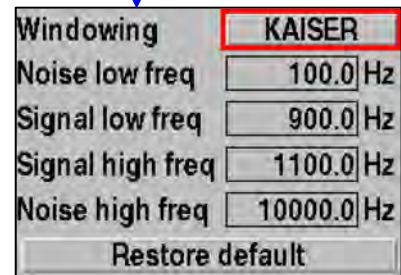 Windowing KAISER
Noise low freq 100.0 Hz
Signal low freq 900.0 Hz
Signal high freq 1100.0 Hz
Noise high freq 10000.0 Hz
Restore default